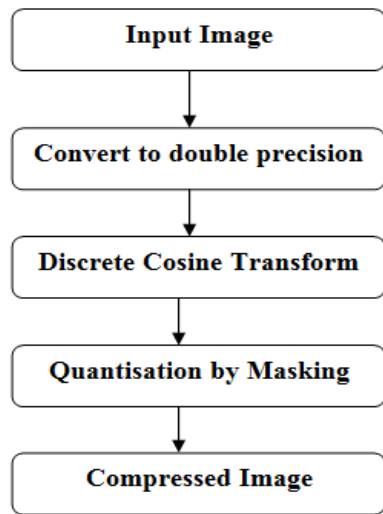 Input Image
Convert to double precision
Discrete Cosine Transform
Quantisation by Masking
Compressed Image